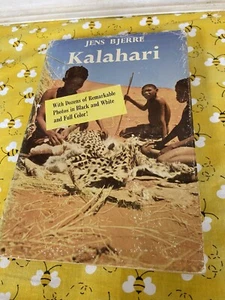 JENS BJERRE
Kalahari
With Dozens of Remarkable
Photos in Black and White
and Full Color!